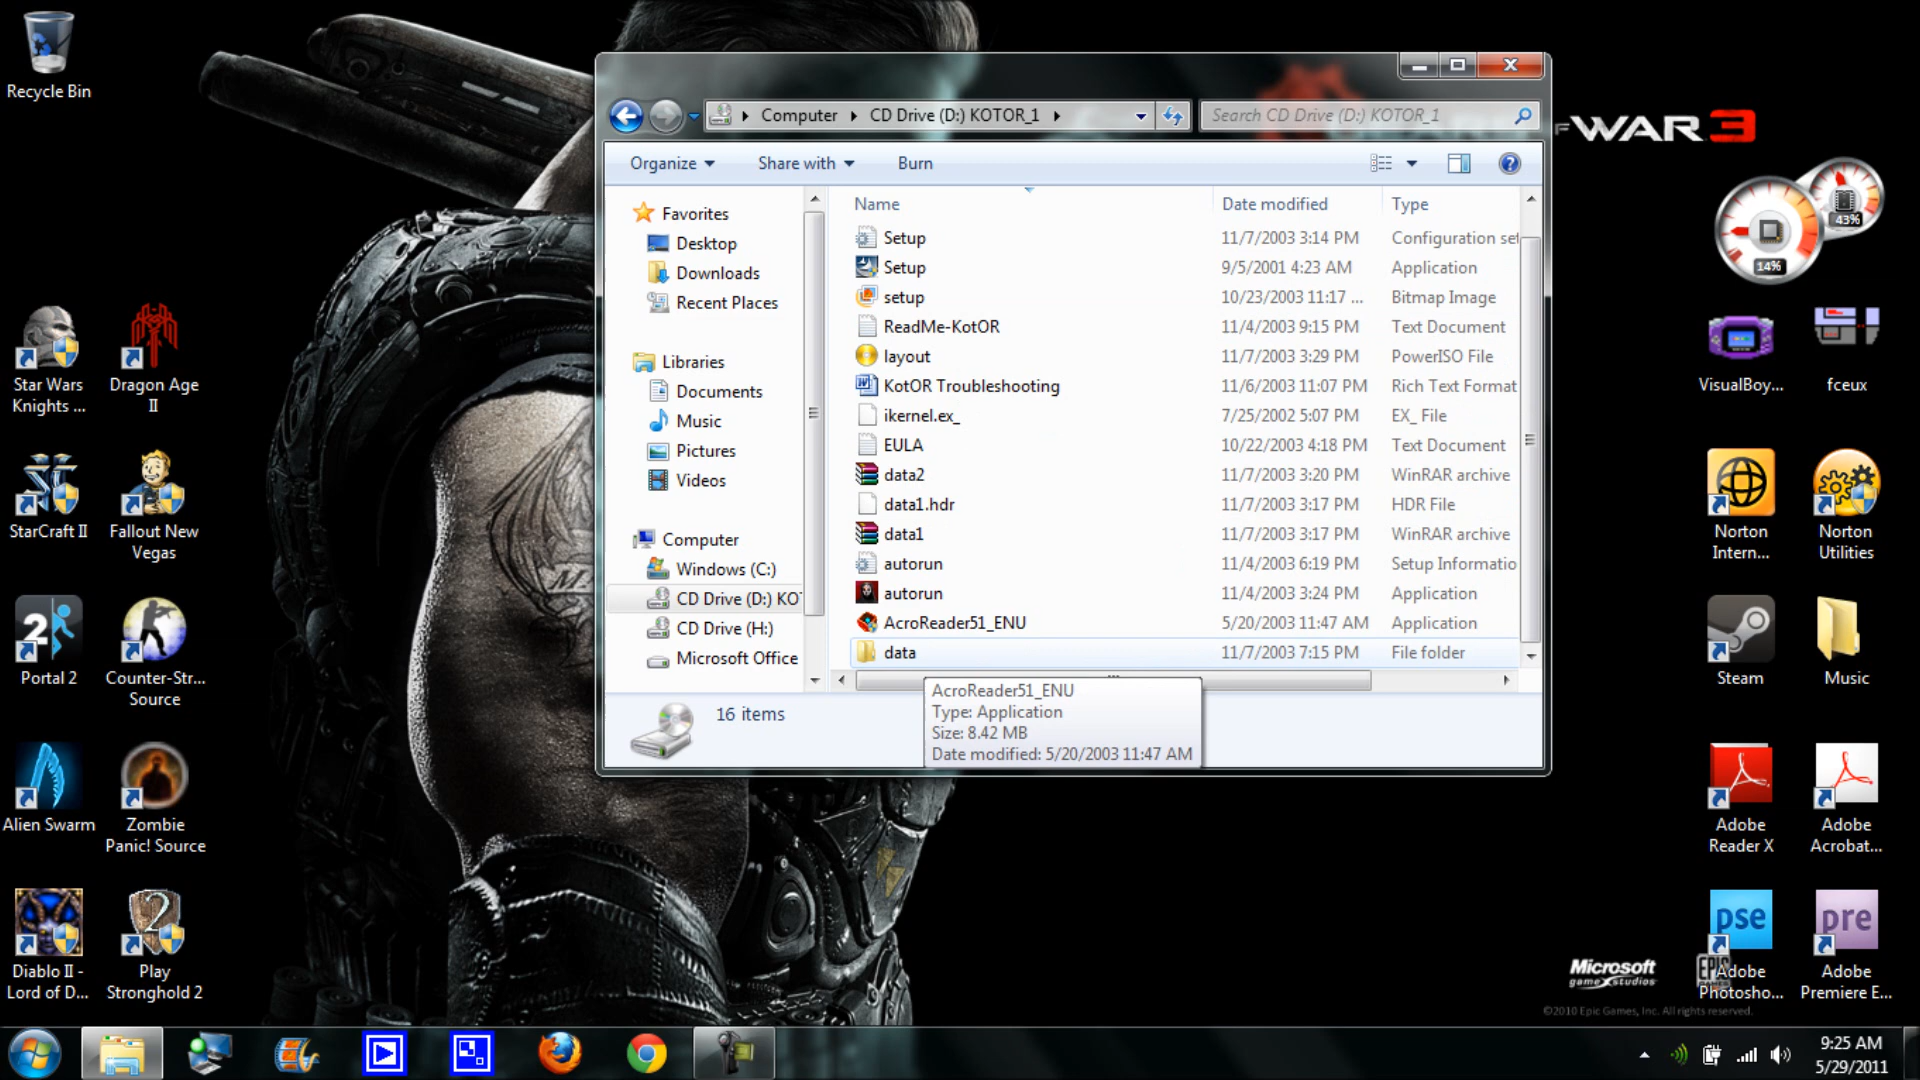 Recycle Bin
Star Wars
Knights ...
Dragon Age
II
StarCraft II
Fallout New
Vegas
2
Portal 2
Counter-Str...
Source
Alien Swarm
Zombie
Panic! Source
Diablo II -
Lord of D...
2
Play
Stronghold 2
Computer
CD Drive (D:) KOTOR_1
Search CD Drive (D:) KOTOR_1
Organize
Share with
Burn
Favorites
Desktop
Downloads
Recent Places
Libraries
Documents
Music
Pictures
Videos
Computer
Windows (C:)
CD Drive (D:) KO
CD Drive (H:)
Microsoft Office
Name Date modified Type
Setup 11/7/2003 3:14 PM Configuration set
Setup 9/5/2001 4:23 AM Application
setup 10/23/2003 11:17 ... Bitmap Image
ReadMe-KotOR 11/4/2003 9:15 PM Text Document
layout 11/7/2003 3:29 PM PowerISO File
KotOR Troubleshooting 11/6/2003 11:07 PM Rich Text Format
ikernel.ex_ 7/25/2002 5:07 PM EX_ File
EULA 10/22/2003 4:18 PM Text Document
data2 11/7/2003 3:20 PM WinRAR archive
data1.hdr 11/7/2003 3:17 PM HDR File
data1 11/7/2003 3:17 PM WinRAR archive
autorun 11/4/2003 6:19 PM Setup Informatio
autorun 11/4/2003 3:24 PM Application
AcroReader51_ENU 5/20/2003 11:47 AM Application
data 11/7/2003 7:15 PM File folder
16 items
AcroReader51_ENU
Type: Application
Size: 8.42 MB
Date modified: 5/20/2003 11:47 AM
F WAR 3
43%
14%
VisualBoy...
fceux
Norton
Intern...
Norton
Utilities
Steam
Music
Adobe
Reader X
Adobe
Acrobat...
pse
Adobe
Photosho...
pre
Adobe
Premiere E...
Microsoft
game studios
EPIC
GAMES
©2010 Epic Games, Inc. All rights reserved.
9:25 AM
5/29/2011